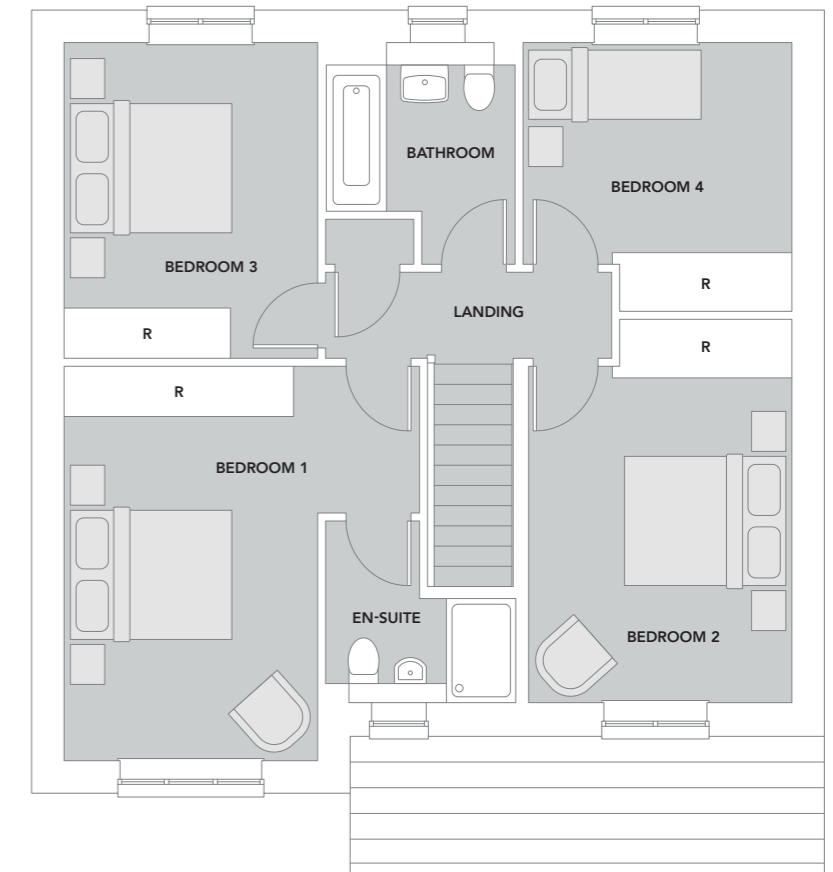 BATHROOM
BEDROOM 4
BEDROOM 3
R
LANDING
R
R
R
BEDROOM 1
EN-SUITE
BEDROOM 2